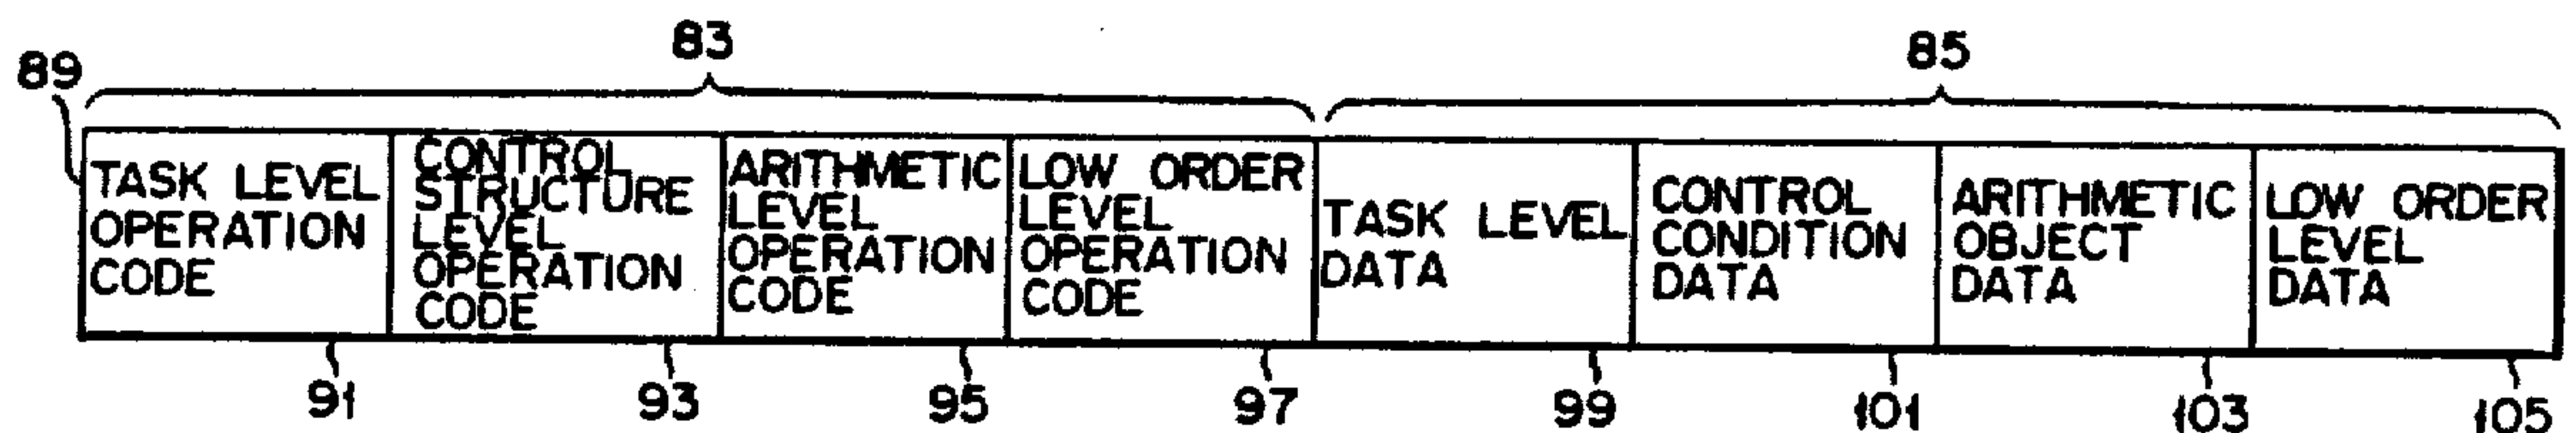 83
85
89
TASK LEVEL
OPERATION
CODE
CONTROL
STRUCTURE
LEVEL
OPERATION
CODE
ARITHMETIC
LEVEL
OPERATION
CODE
LOW ORDER
LEVEL
OPERATION
CODE
TASK LEVEL
DATA
CONTROL
CONDITION
DATA
ARITHMETIC
OBJECT
DATA
LOW ORDER
LEVEL
DATA
91
93
95
97
99
101
103
105